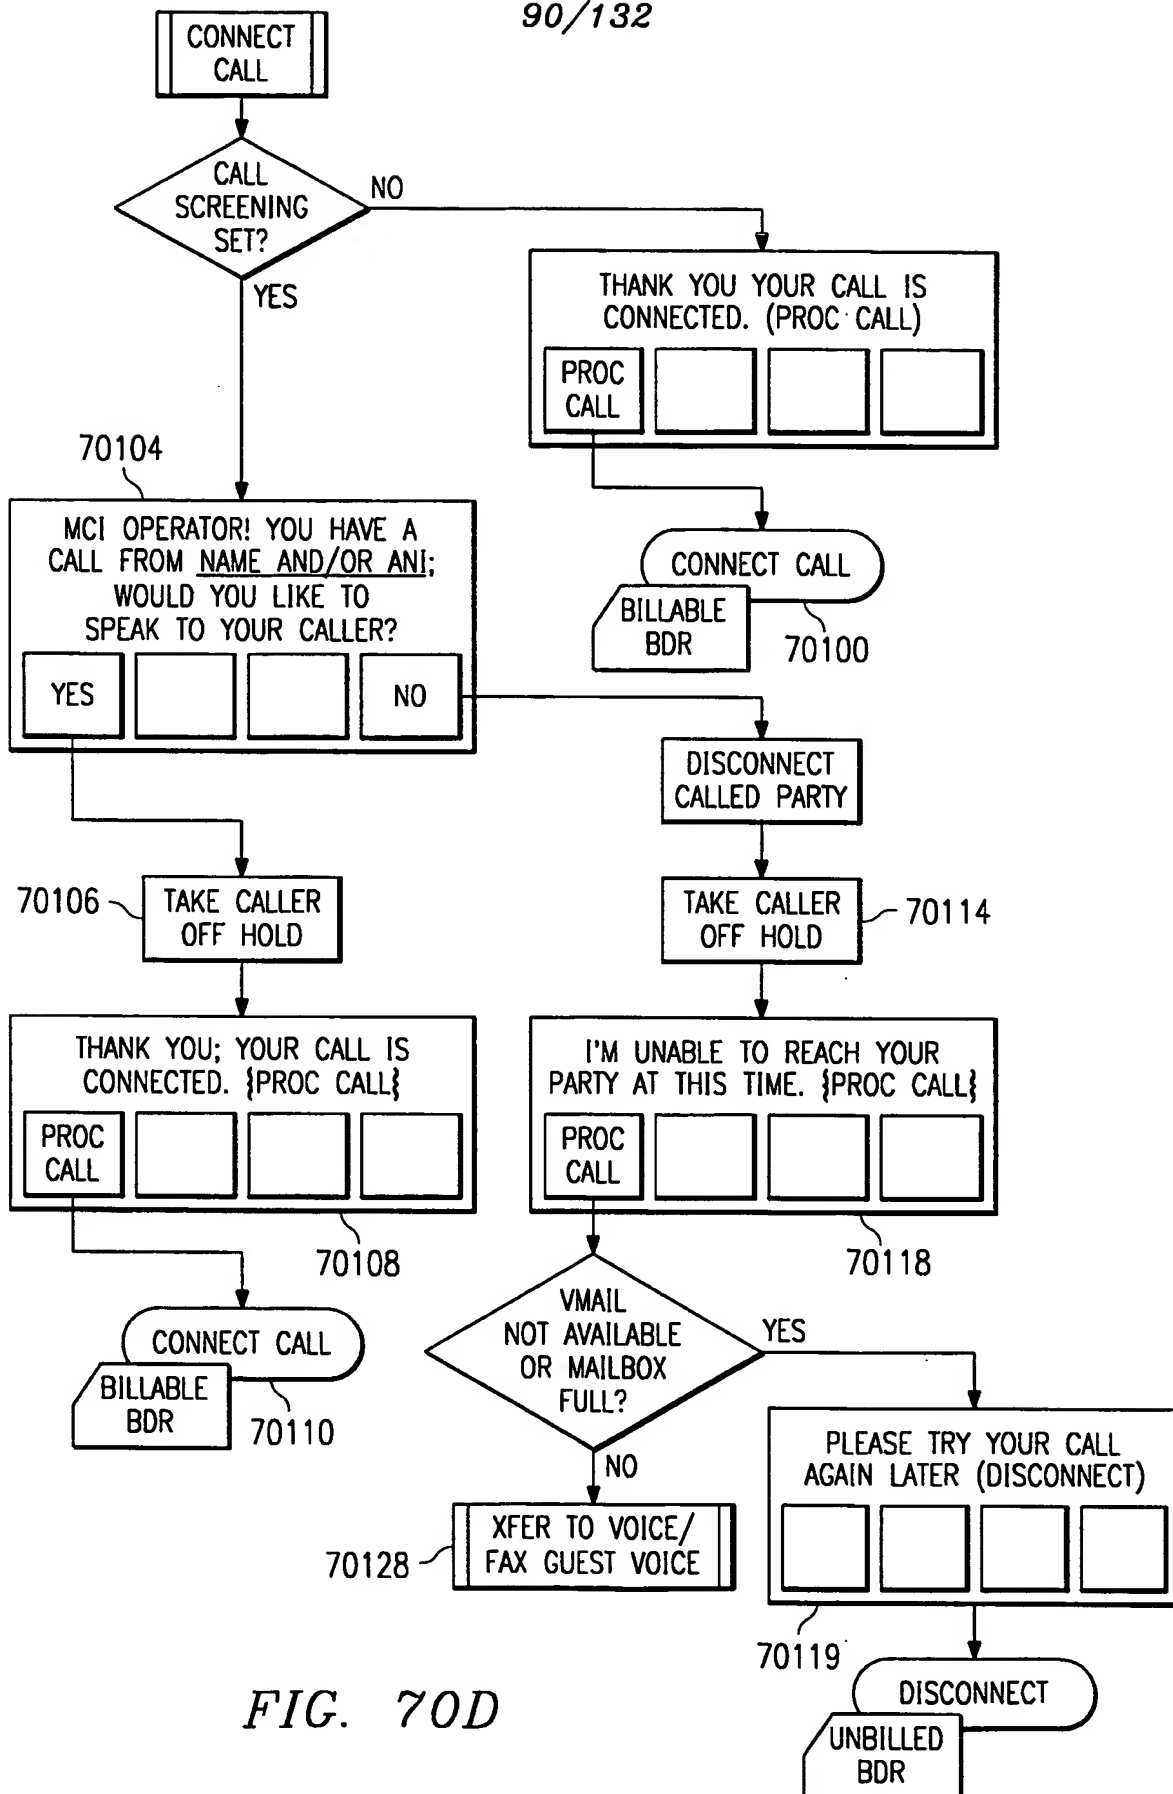 90/132
CONNECT
CALL
CALL
SCREENING
SET?
NO
YES
THANK YOU YOUR CALL IS
CONNECTED. (PROC CALL)
PROC
CALL
70104
MCI OPERATOR! YOU HAVE A
CALL FROM NAME AND/OR ANI;
WOULD YOU LIKE TO
SPEAK TO YOUR CALLER?
YES
NO
CONNECT CALL
BILLABLE
BDR
70100
DISCONNECT
CALLED PARTY
70106
TAKE CALLER
OFF HOLD
TAKE CALLER
OFF HOLD
70114
THANK YOU; YOUR CALL IS
CONNECTED. {PROC CALL}
PROC
CALL
70108
I'M UNABLE TO REACH YOUR
PARTY AT THIS TIME. {PROC CALL}
PROC
CALL
70118
CONNECT CALL
BILLABLE
BDR
70110
VMAIL
NOT AVAILABLE
OR MAILBOX
FULL?
YES
NO
PLEASE TRY YOUR CALL
AGAIN LATER (DISCONNECT)
70128
XFER TO VOICE/
FAX GUEST VOICE
70119
DISCONNECT
UNBILLED
BDR
FIG. 70D